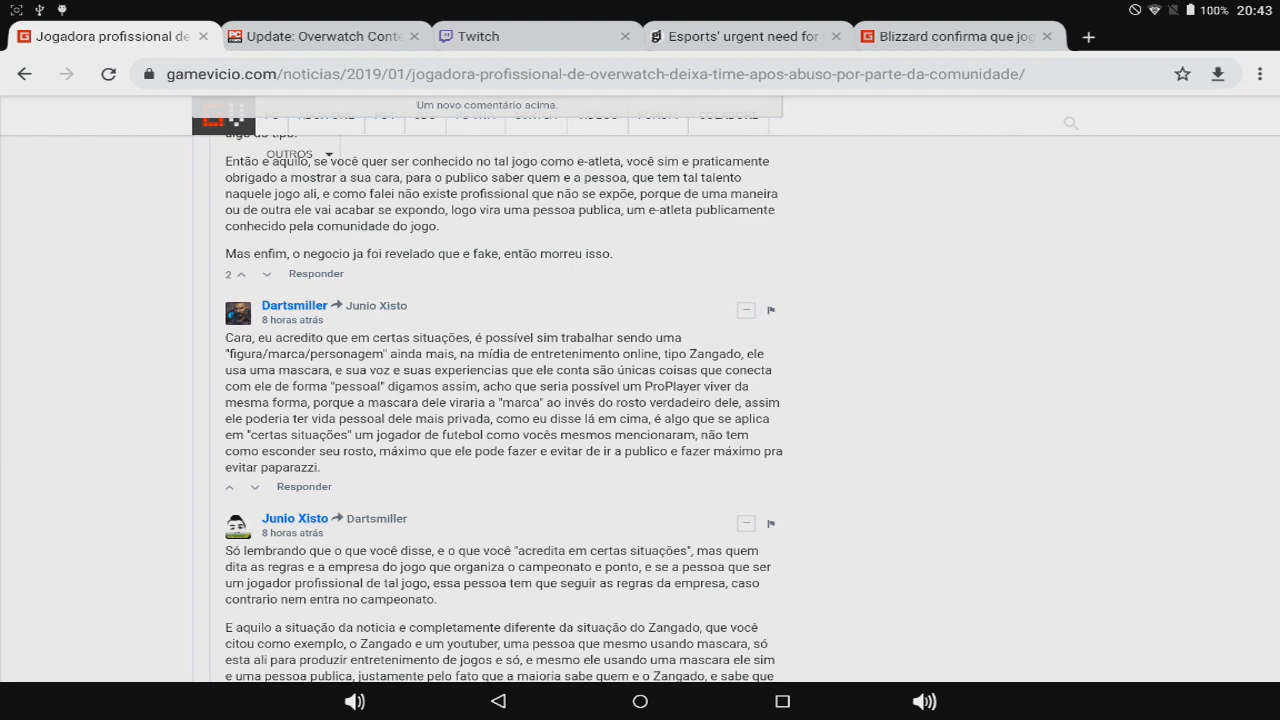 100%
20:43
Jogadora profissional de
Update: Overwatch Conte
Twitch
Esports' urgent need for
Blizzard confirma que jog
gamevicio.com/noticias/2019/01/jogadora-profissional-de-overwatch-deixa-time-apos-abuso-por-parte-da-comunidade/
Um novo comentário acima.
algo do tipo.
OUTROS
Então e aquilo, se você quer ser conhecido no tal jogo como e-atleta, você sim e praticamente
obrigado a mostrar a sua cara, para o publico saber quem e a pessoa, que tem tal talento
naquele jogo ali, e como falei não existe profissional que não se expõe, porque de uma maneira
ou de outra ele vai acabar se expondo, logo vira uma pessoa publica, um e-atleta publicamente
conhecido pela comunidade do jogo.
Mas enfim, o negocio ja foi revelado que e fake, então morreu isso.
2 Responder
Dartsmiller Junio Xisto
8 horas atrás
Cara, eu acredito que em certas situações, é possível sim trabalhar sendo uma
"figura/marca/personagem" ainda mais, na mídia de entretenimento online, tipo Zangado, ele
usa uma mascara, e sua voz e suas experiencias que ele conta são únicas coisas que conecta
com ele de forma "pessoal" digamos assim, acho que seria possível um ProPlayer viver da
mesma forma, porque a mascara dele viraria a "marca" ao invés do rosto verdadeiro dele, assim
ele poderia ter vida pessoal dele mais privada, como eu disse lá em cima, é algo que se aplica
em "certas situações" um jogador de futebol como vocês mesmos mencionaram, não tem
como esconder seu rosto, máximo que ele pode fazer e evitar de ir a publico e fazer máximo pra
evitar paparazzi.
Responder
Junio Xisto Dartsmiller
8 horas atrás
Só lembrando que o que você disse, e o que você "acredita em certas situações", mas quem
dita as regras e a empresa do jogo que organiza o campeonato e ponto, e se a pessoa que ser
um jogador profissional de tal jogo, essa pessoa tem que seguir as regras da empresa, caso
contrario nem entra no campeonato.
E aquilo a situação da noticia e completamente diferente da situação do Zangado, que você
citou como exemplo, o Zangado e um youtuber, uma pessoa que mesmo usando mascara, só
esta ali para produzir entretenimento de jogos e só, e mesmo ele usando uma mascara ele sim
e uma pessoa publica, justamente pelo fato que a maioria sabe quem e o Zangado, e sabe que